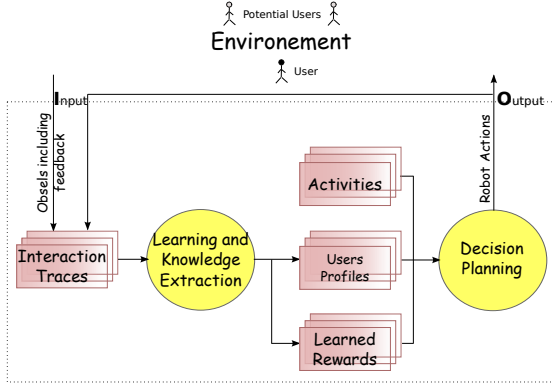 Potential Users
Environement
User
Input
Output
Obsels including
feedback
Robot Actions
Activities
Interaction
Traces
Learning and
Knowledge
Extraction
Users
Profiles
Decision
Planning
Learned
Rewards